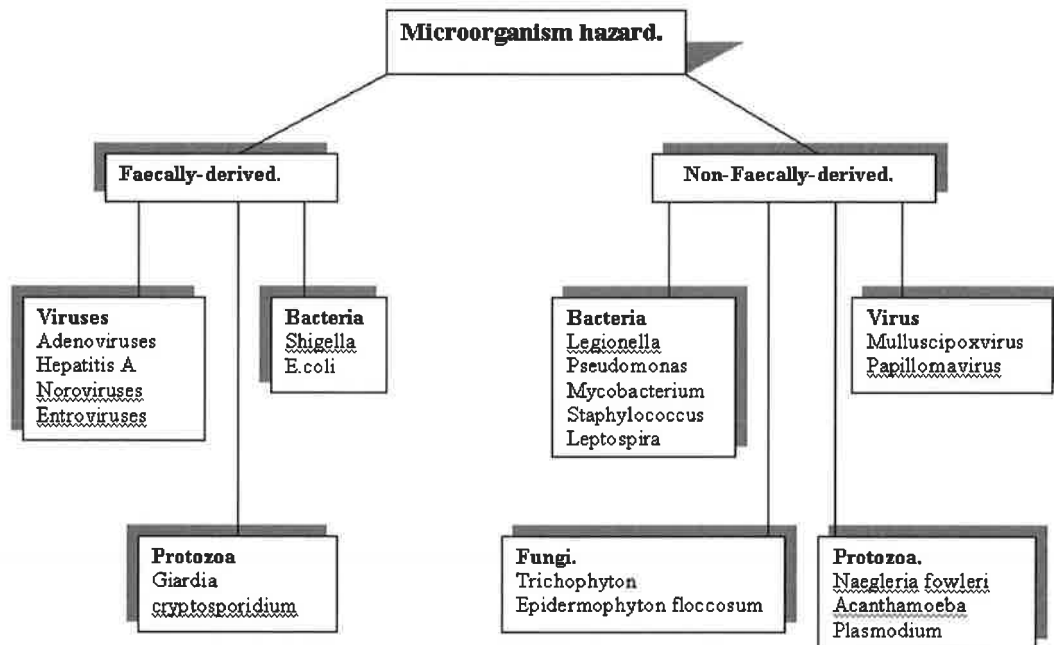 Microorganism hazard.
Faecally-derived.
Non-Faecally-derived.
Viruses
Adenoviruses
Hepatitis A
Noroviruses
Entroviruses
Bacteria
Shigella
E.coli
Bacteria
Legionella
Pseudomonas
Mycobacterium
Staphylococcus
Leptospira
Virus
Mulluscipoxvirus
Papillomavirus
Protozoa
Giardia
cryptosporidium
Fungi.
Trichophyton
Epidermophyton floccosum
Protozoa.
Naegleria fowleri
Acanthamoeba
Plasmodium